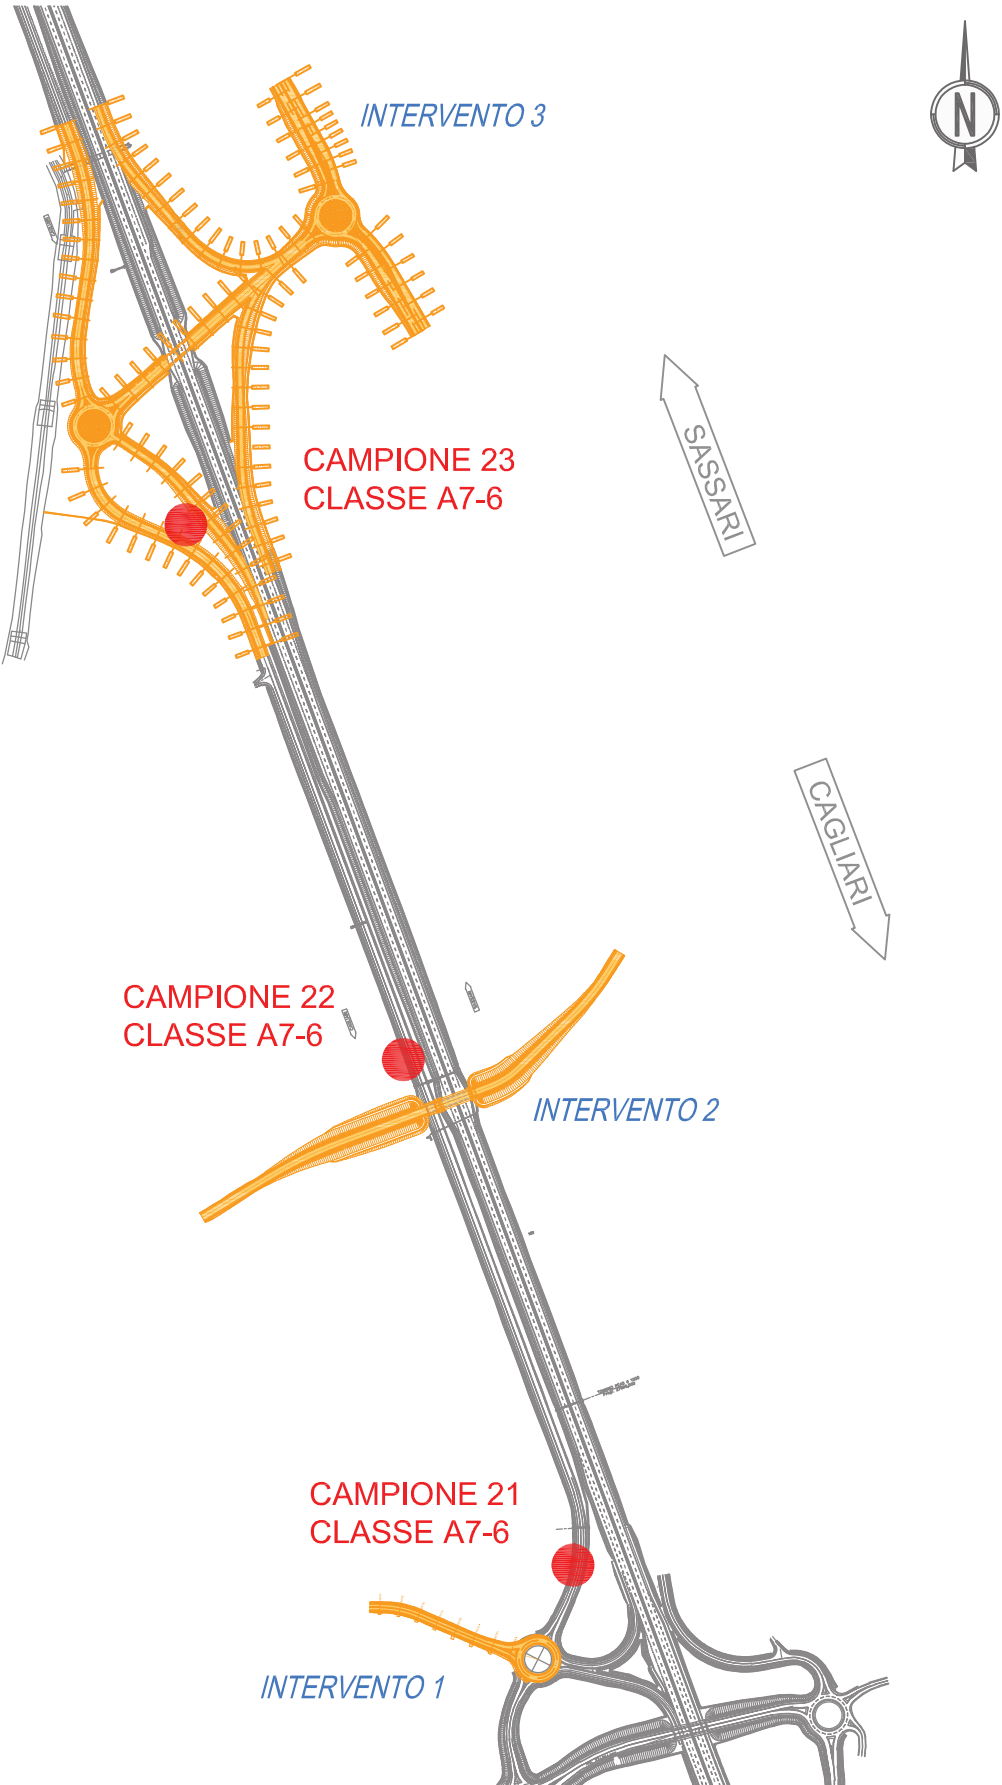 INTERVENTO 3
N
SASSARI
CAMPIONE 23
CLASSE A7-6
CAGLIARI
CAMPIONE 22
CLASSE A7-6
INTERVENTO 2
CAMPIONE 21
CLASSE A7-6
INTERVENTO 1